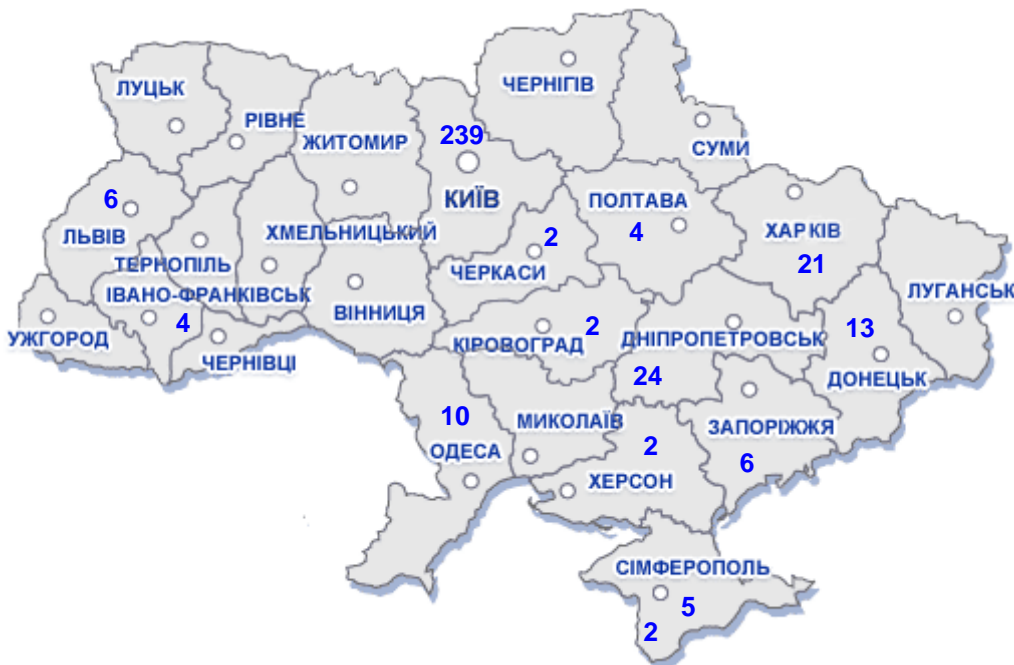 ЧЕРНІГІВ
ЛУЦЬК
РІВНЕ
239
ЖИТОМИР
СУМИ
6
КИЇВ
ПОЛТАВА
ХАРКІВ
ЛЬВІВ
ХМЕЛЬНИЦЬКИЙ
2
4
ТЕРНОПІЛЬ
ЧЕРКАСИ
21
ІВАНО-ФРАНКІВСЬК
ЛУГАНСЬК
4
ВІННИЦЯ
2
13
УЖГОРОД
КІРОВОГРАД
ДНІПРОПЕТРОВСЬК
ЧЕРНІВЦІ
24
ДОНЕЦЬК
10
МИКОЛАЇВ
ЗАПОРІЖЖЯ
ОДЕСА
2
6
ХЕРСОН
СІМФЕРОПОЛЬ
5
2